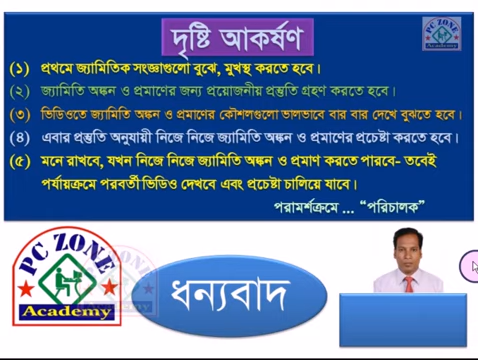 PC ZONE
Academy
দৃষ্টি আকর্ষণ
(১) প্রথমে জ্যামিতিক সংজ্ঞাগুলো বুঝে, মুখস্থ করতে হবে।
(২) জ্যামিতি অঙ্কন ও প্রমাণের জন্য প্রয়োজনীয় প্রস্তুতি গ্রহণ করতে হবে।
(৩) ভিডিওতে জ্যামিতি অঙ্কন ও প্রমাণের কৌশলগুলো ভালভাবে বার বার দেখে বুঝতে হবে।
(৪) এবার প্রস্তুতি অনুযায়ী নিজে নিজে জ্যামিতি অঙ্কন ও প্রমাণের প্রচেষ্টা করতে হবে।
(৫) মনে রাখবে, যখন নিজে নিজে জ্যামিতি অঙ্কন ও প্রমাণ করতে পারবে- তবেই
পর্যায়ক্রমে পরবর্তী ভিডিও দেখবে এবং প্রচেষ্টা চালিয়ে যাবে।
পরামর্শক্রমে ... “পরিচালক”
PC ZONE
Academy
ধন্যবাদ